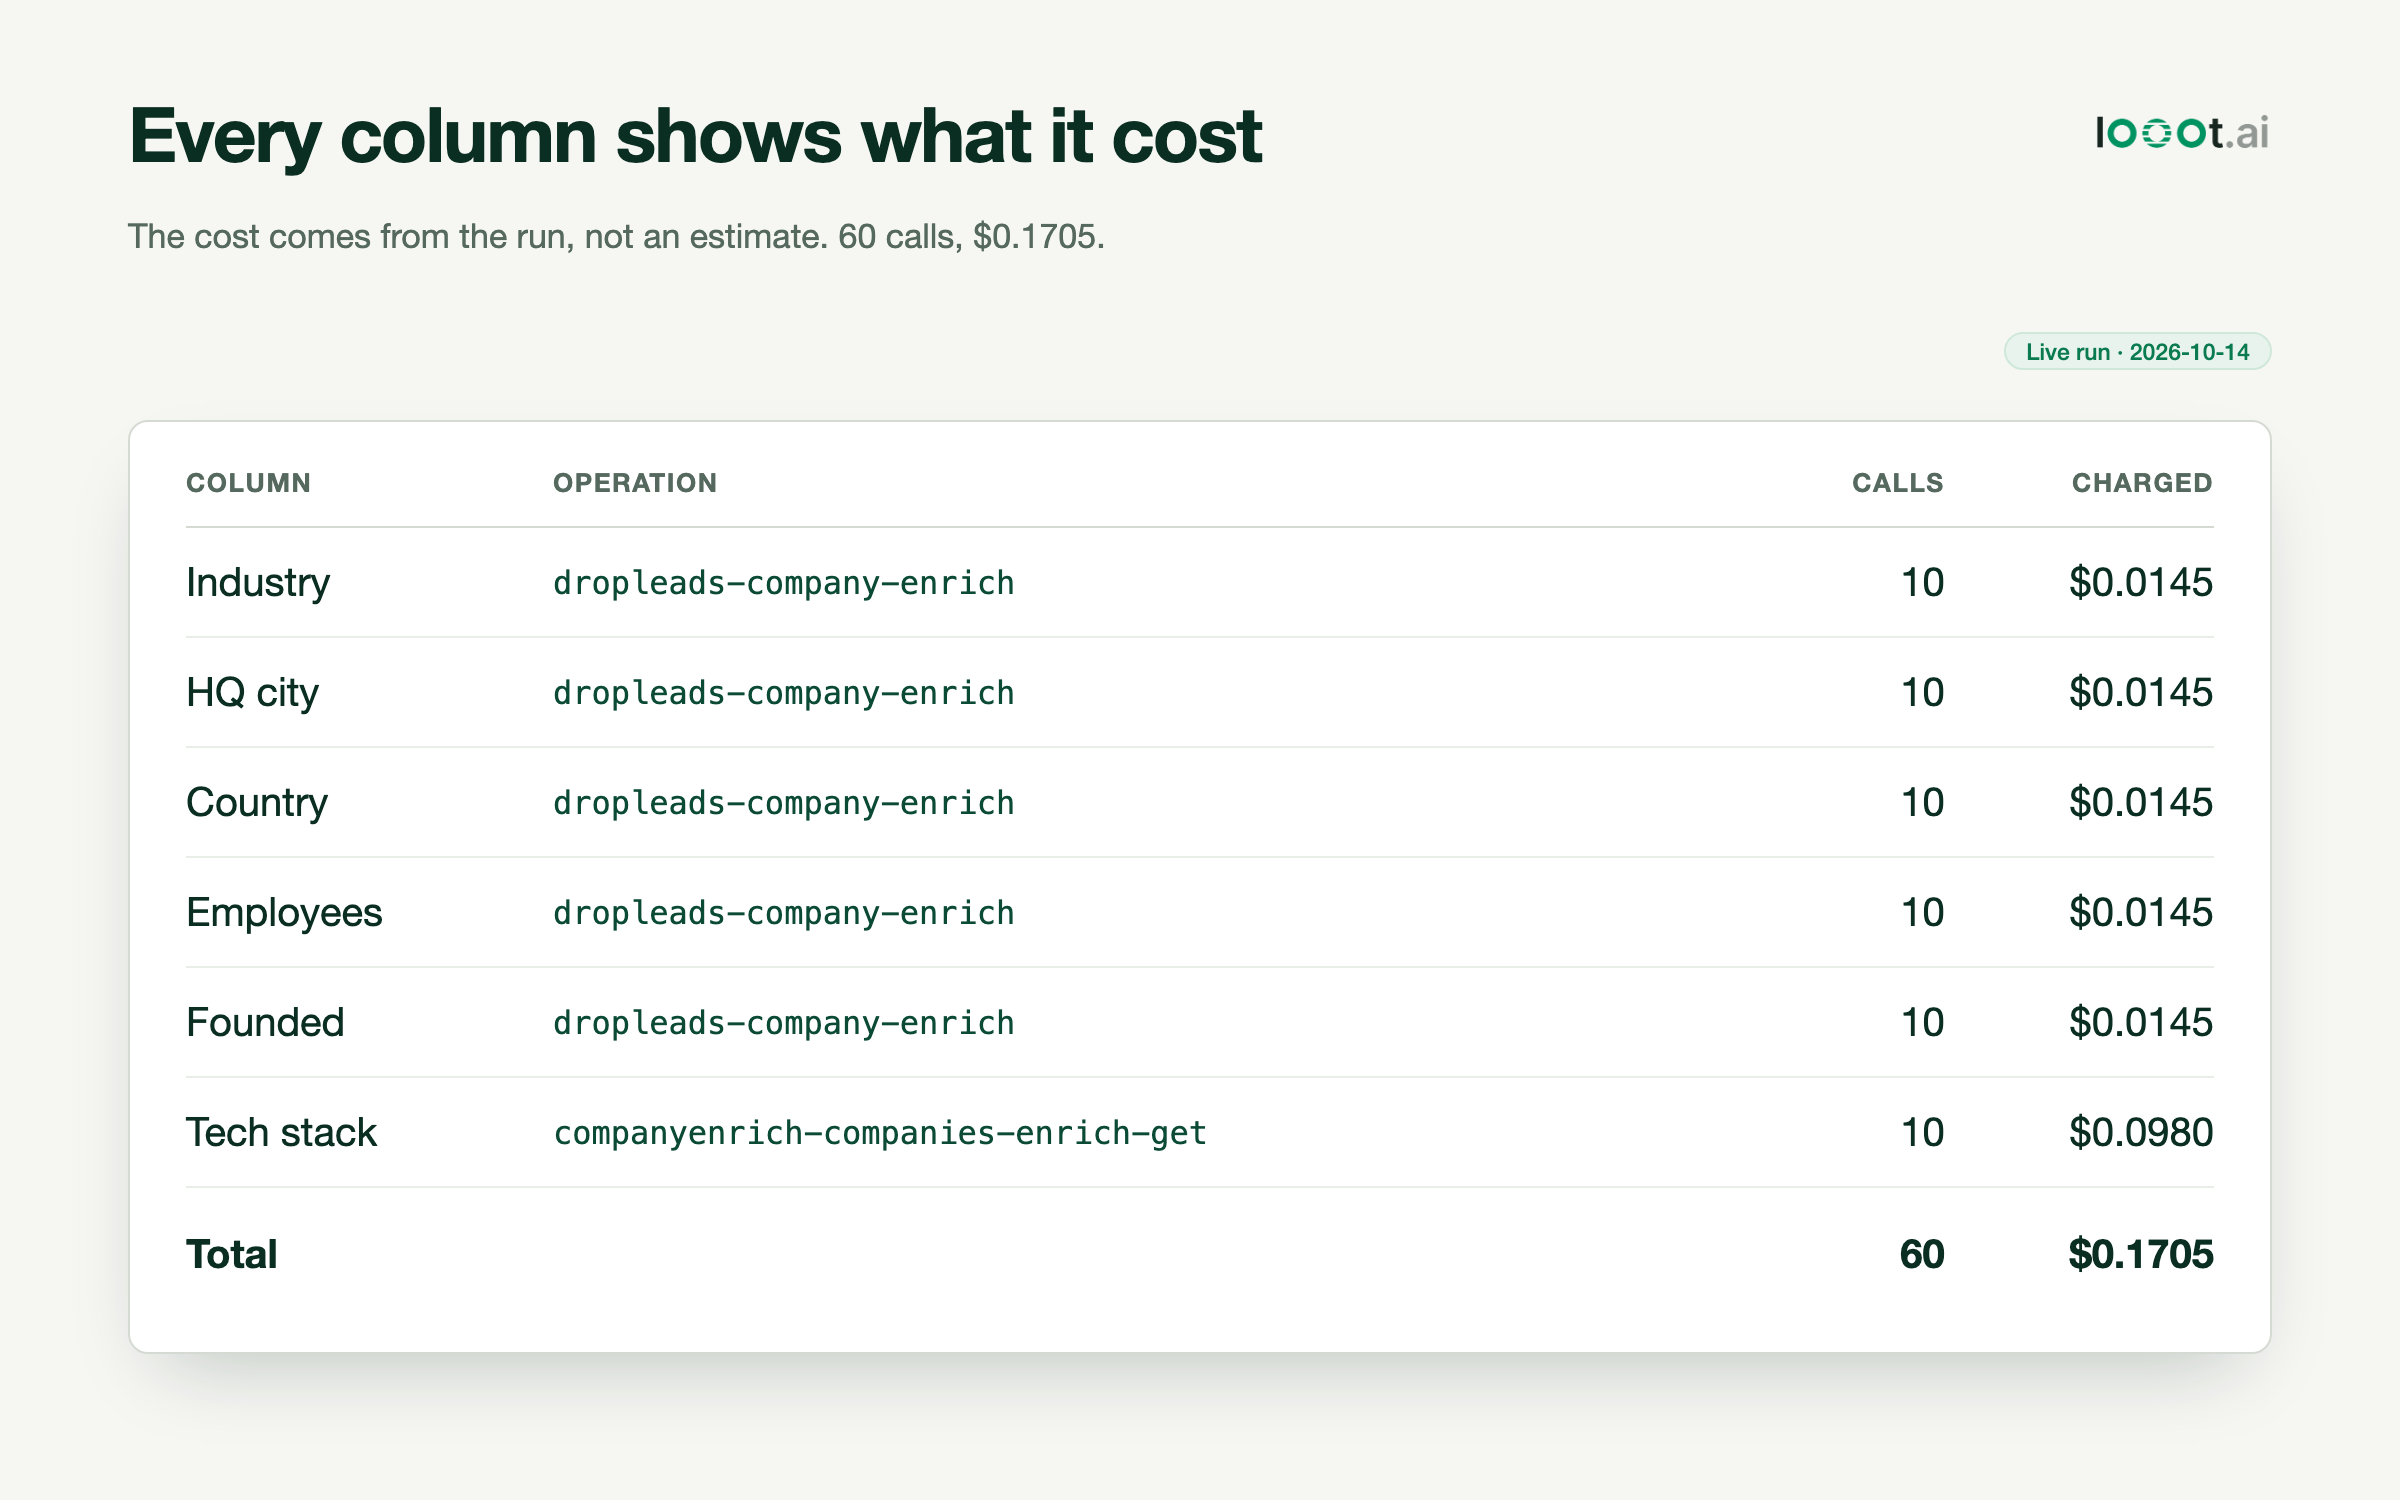 Every column shows what it cost
looot.ai
The cost comes from the run, not an estimate. 60 calls, $0.1705.
Live run · 2026-10-14
COLUMN OPERATION CALLS CHARGED
Industry dropleads-company-enrich 10 $0.0145
HQ city dropleads-company-enrich 10 $0.0145
Country dropleads-company-enrich 10 $0.0145
Employees dropleads-company-enrich 10 $0.0145
Founded dropleads-company-enrich 10 $0.0145
Tech stack companyenrich-companies-enrich-get 10 $0.0980
Total 60 $0.1705